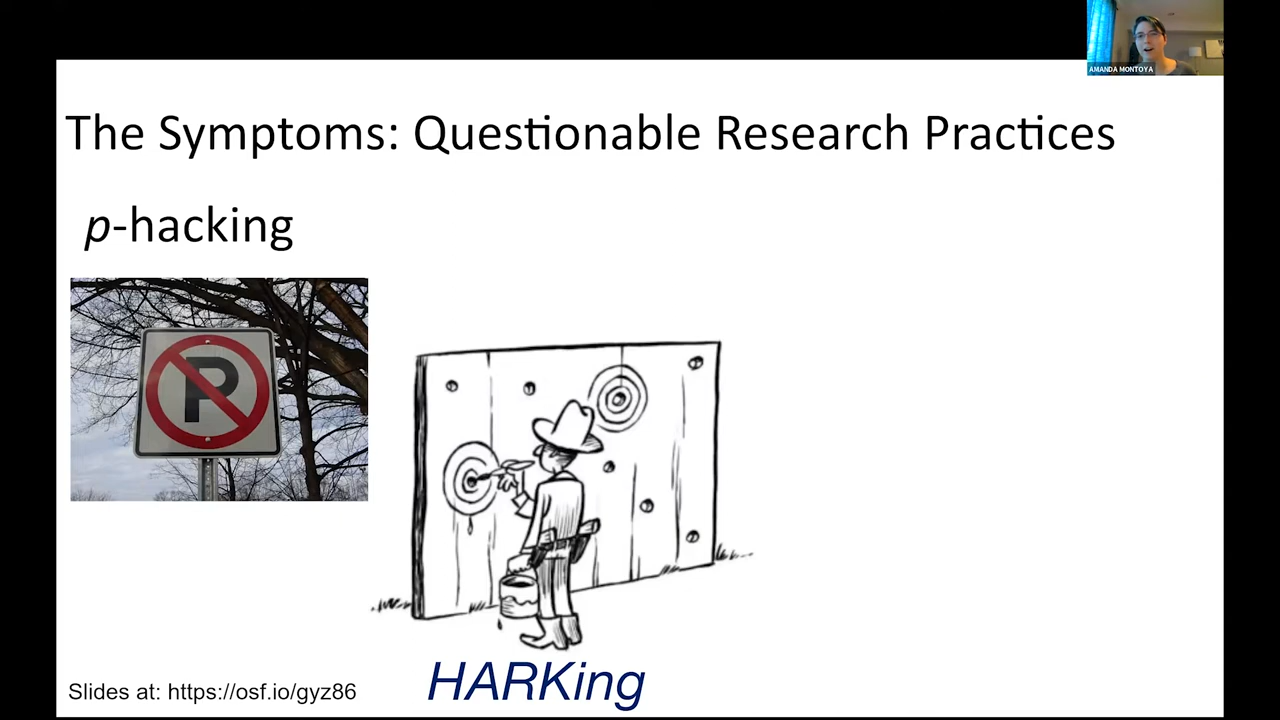 AMANDA MONTOYA
The Symptoms: Questionable Research Practices
p-hacking
P
HARKing
Slides at: https://osf.io/gyz86